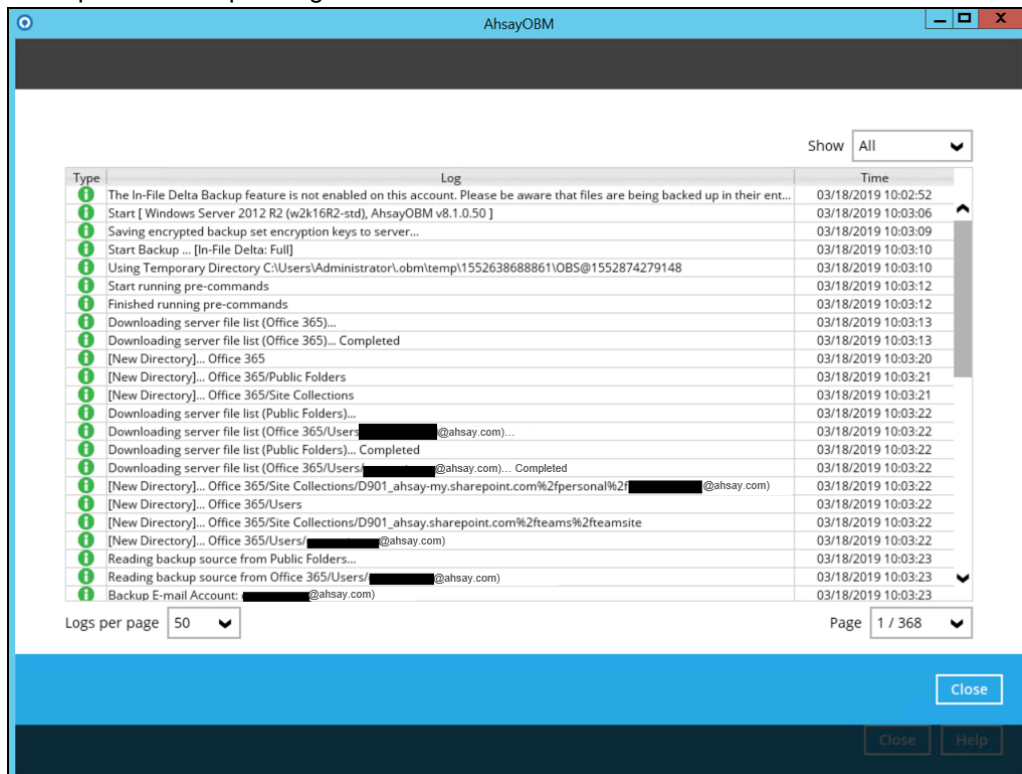 AhsayOBM
Show All
Type Log Time
The In-File Delta Backup feature is not enabled on this account. Please be aware that files are being backed up in their ent... 03/18/2019 10:02:52
Start [ Windows Server 2012 R2 (w2k16R2-std), AhsayOBM v8.1.0.50 ] 03/18/2019 10:03:06
Saving encrypted backup set encryption keys to server... 03/18/2019 10:03:09
Start Backup ... [In-File Delta: Full] 03/18/2019 10:03:10
Using Temporary Directory C:\Users\Administrator\.obm\temp\1552638688861\OBS@1552874279148 03/18/2019 10:03:10
Start running pre-commands 03/18/2019 10:03:12
Finished running pre-commands 03/18/2019 10:03:12
Downloading server file list (Office 365)... 03/18/2019 10:03:13
Downloading server file list (Office 365)... Completed 03/18/2019 10:03:13
[New Directory]... Office 365 03/18/2019 10:03:20
[New Directory]... Office 365/Public Folders 03/18/2019 10:03:21
[New Directory]... Office 365/Site Collections 03/18/2019 10:03:21
Downloading server file list (Public Folders)... 03/18/2019 10:03:22
Downloading server file list (Office 365/Users @ahsay.com)... 03/18/2019 10:03:22
Downloading server file list (Public Folders)... Completed 03/18/2019 10:03:22
Downloading server file list (Office 365/Users/ @ahsay.com)... Completed 03/18/2019 10:03:22
[New Directory]... Office 365/Site Collections/D901_ahsay-my.sharepoint.com%2fpersonal%2f @ahsay.com) 03/18/2019 10:03:22
[New Directory]... Office 365/Users 03/18/2019 10:03:22
[New Directory]... Office 365/Site Collections/D901_ahsay.sharepoint.com%2fteams%2fteamsite 03/18/2019 10:03:22
[New Directory]... Office 365/Users/ @ahsay.com) 03/18/2019 10:03:22
Reading backup source from Public Folders... 03/18/2019 10:03:23
Reading backup source from Office 365/Users/ @ahsay.com) 03/18/2019 10:03:23
Backup E-mail Account: @ahsay.com) 03/18/2019 10:03:23
Logs per page 50 Page 1 / 368
Close
Close Help